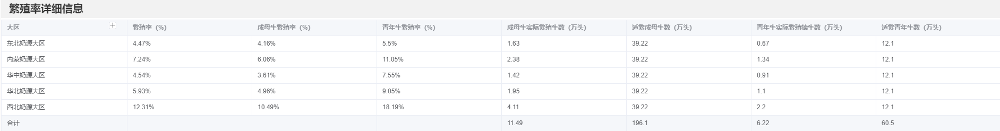 繁殖率详细信息
大区 繁殖率（%） 成母牛繁殖率（%） 青年牛繁殖率（%） 成母牛实际繁殖牛数（万头） 适繁成母牛数（万头） 青年牛实际繁殖犊牛数（万头） 适繁青年牛数（万头）
东北奶源大区 4.47% 4.16% 5.5% 1.63 39.22 0.67 12.1
内蒙奶源大区 7.24% 6.06% 11.05% 2.38 39.22 1.34 12.1
华中奶源大区 4.54% 3.61% 7.55% 1.42 39.22 0.91 12.1
华北奶源大区 5.93% 4.96% 9.05% 1.95 39.22 1.1 12.1
西北奶源大区 12.31% 10.49% 18.19% 4.11 39.22 2.2 12.1
合计 11.49 196.1 6.22 60.5